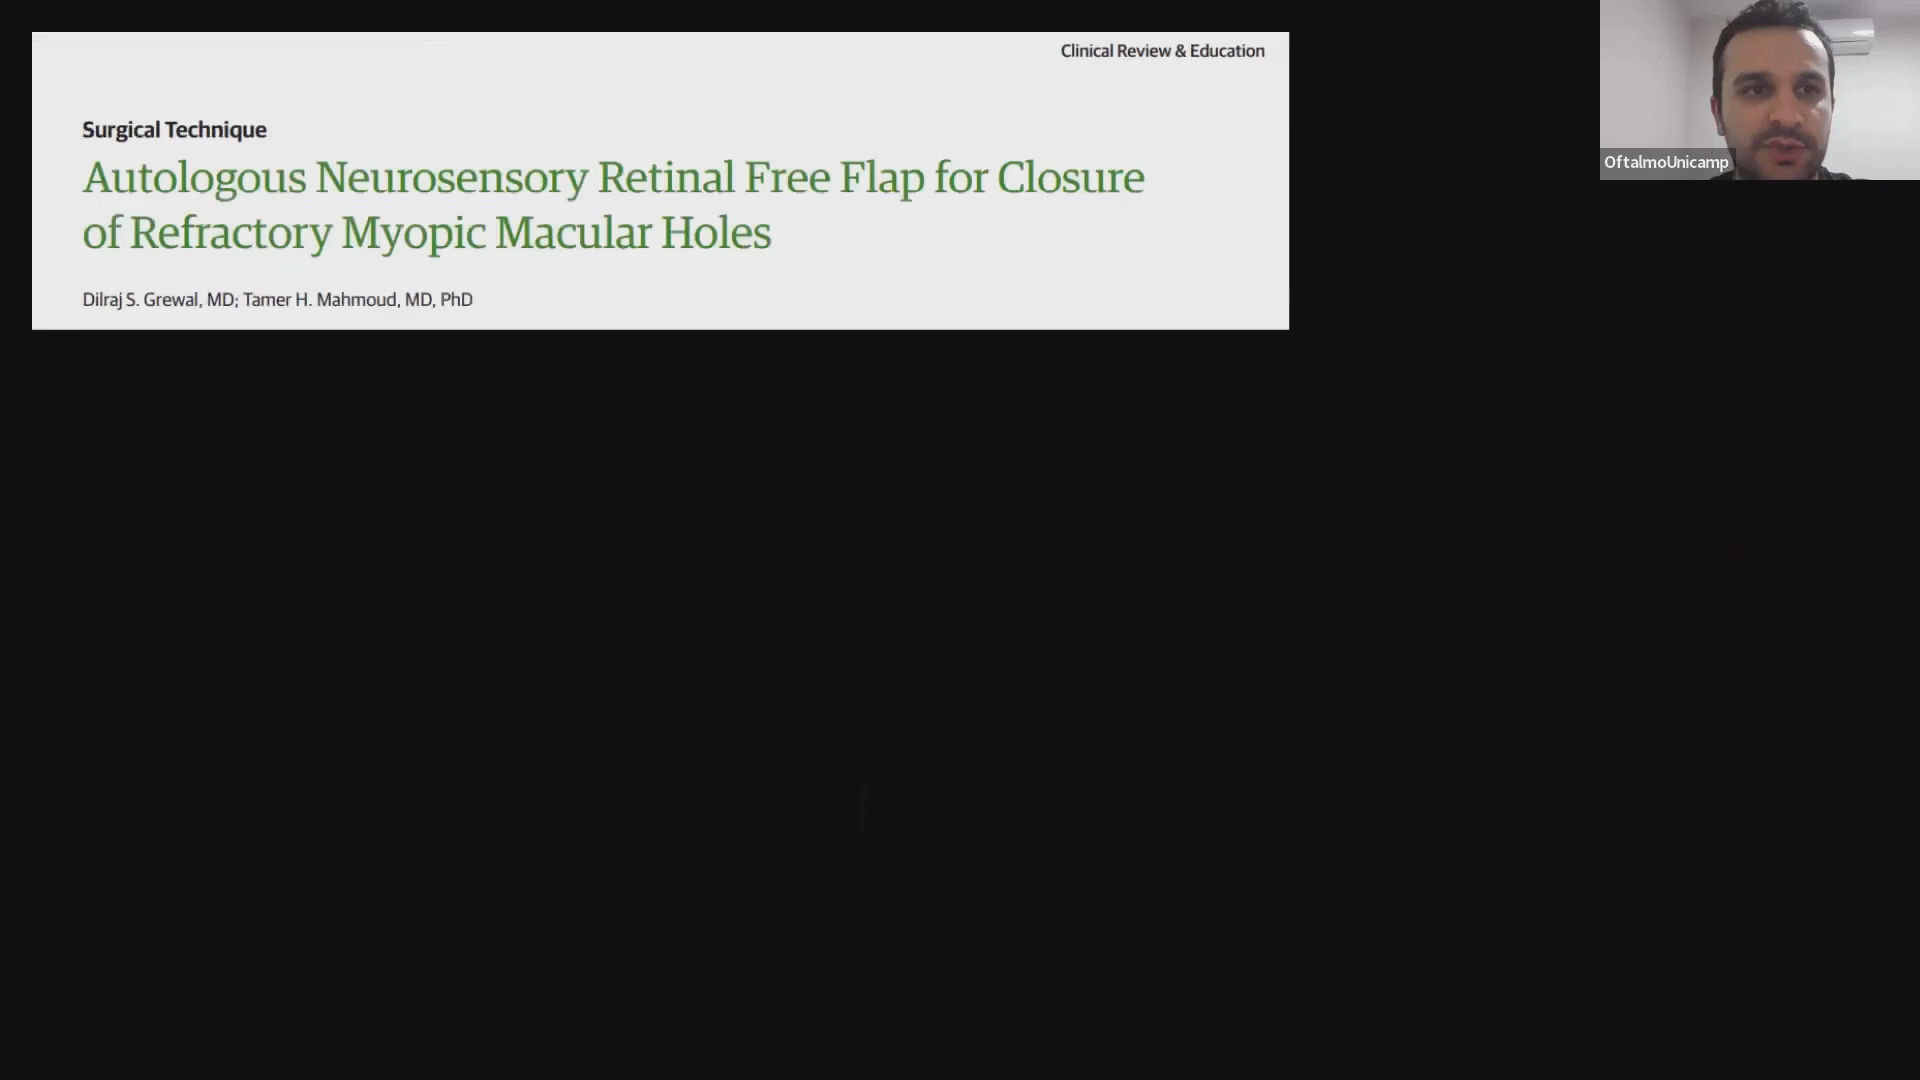 Clinical Review & Education
Surgical Technique
Autologous Neurosensory Retinal Free Flap for Closure
of Refractory Myopic Macular Holes
Dilraj S. Grewal, MD; Tamer H. Mahmoud, MD, PhD
OftalmoUnicamp